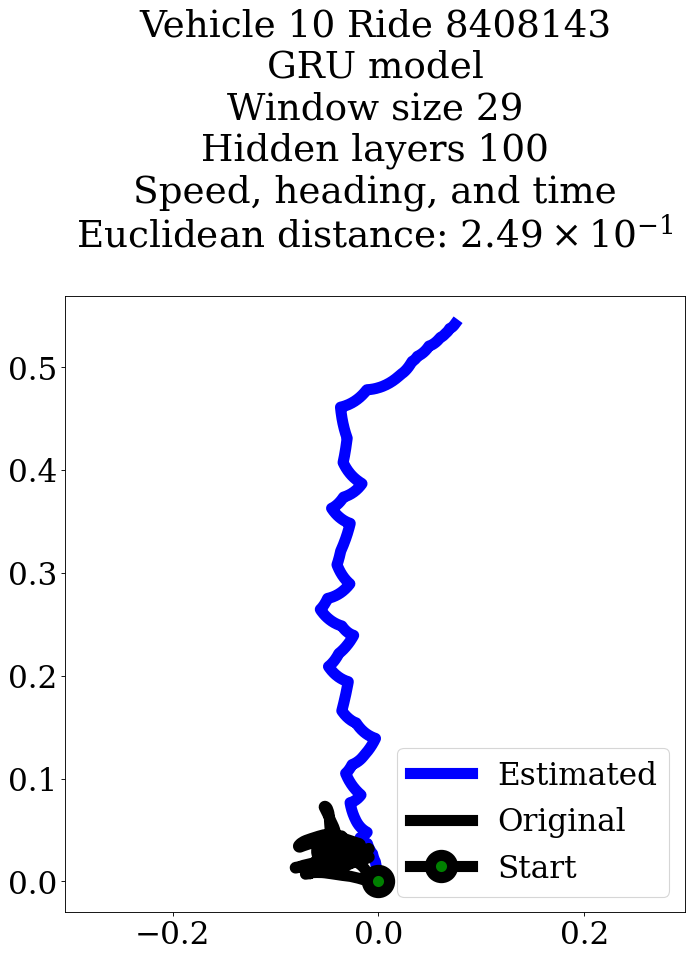 Vehicle 10 Ride 8408143
GRU model
Window size 29
Hidden layers 100
Speed, heading, and time
Euclidean distance: 2.49 × 10⁻¹
0.5
0.4
0.3
0.2
0.1
0.0
Estimated
Original
Start
−0.2 0.0 0.2